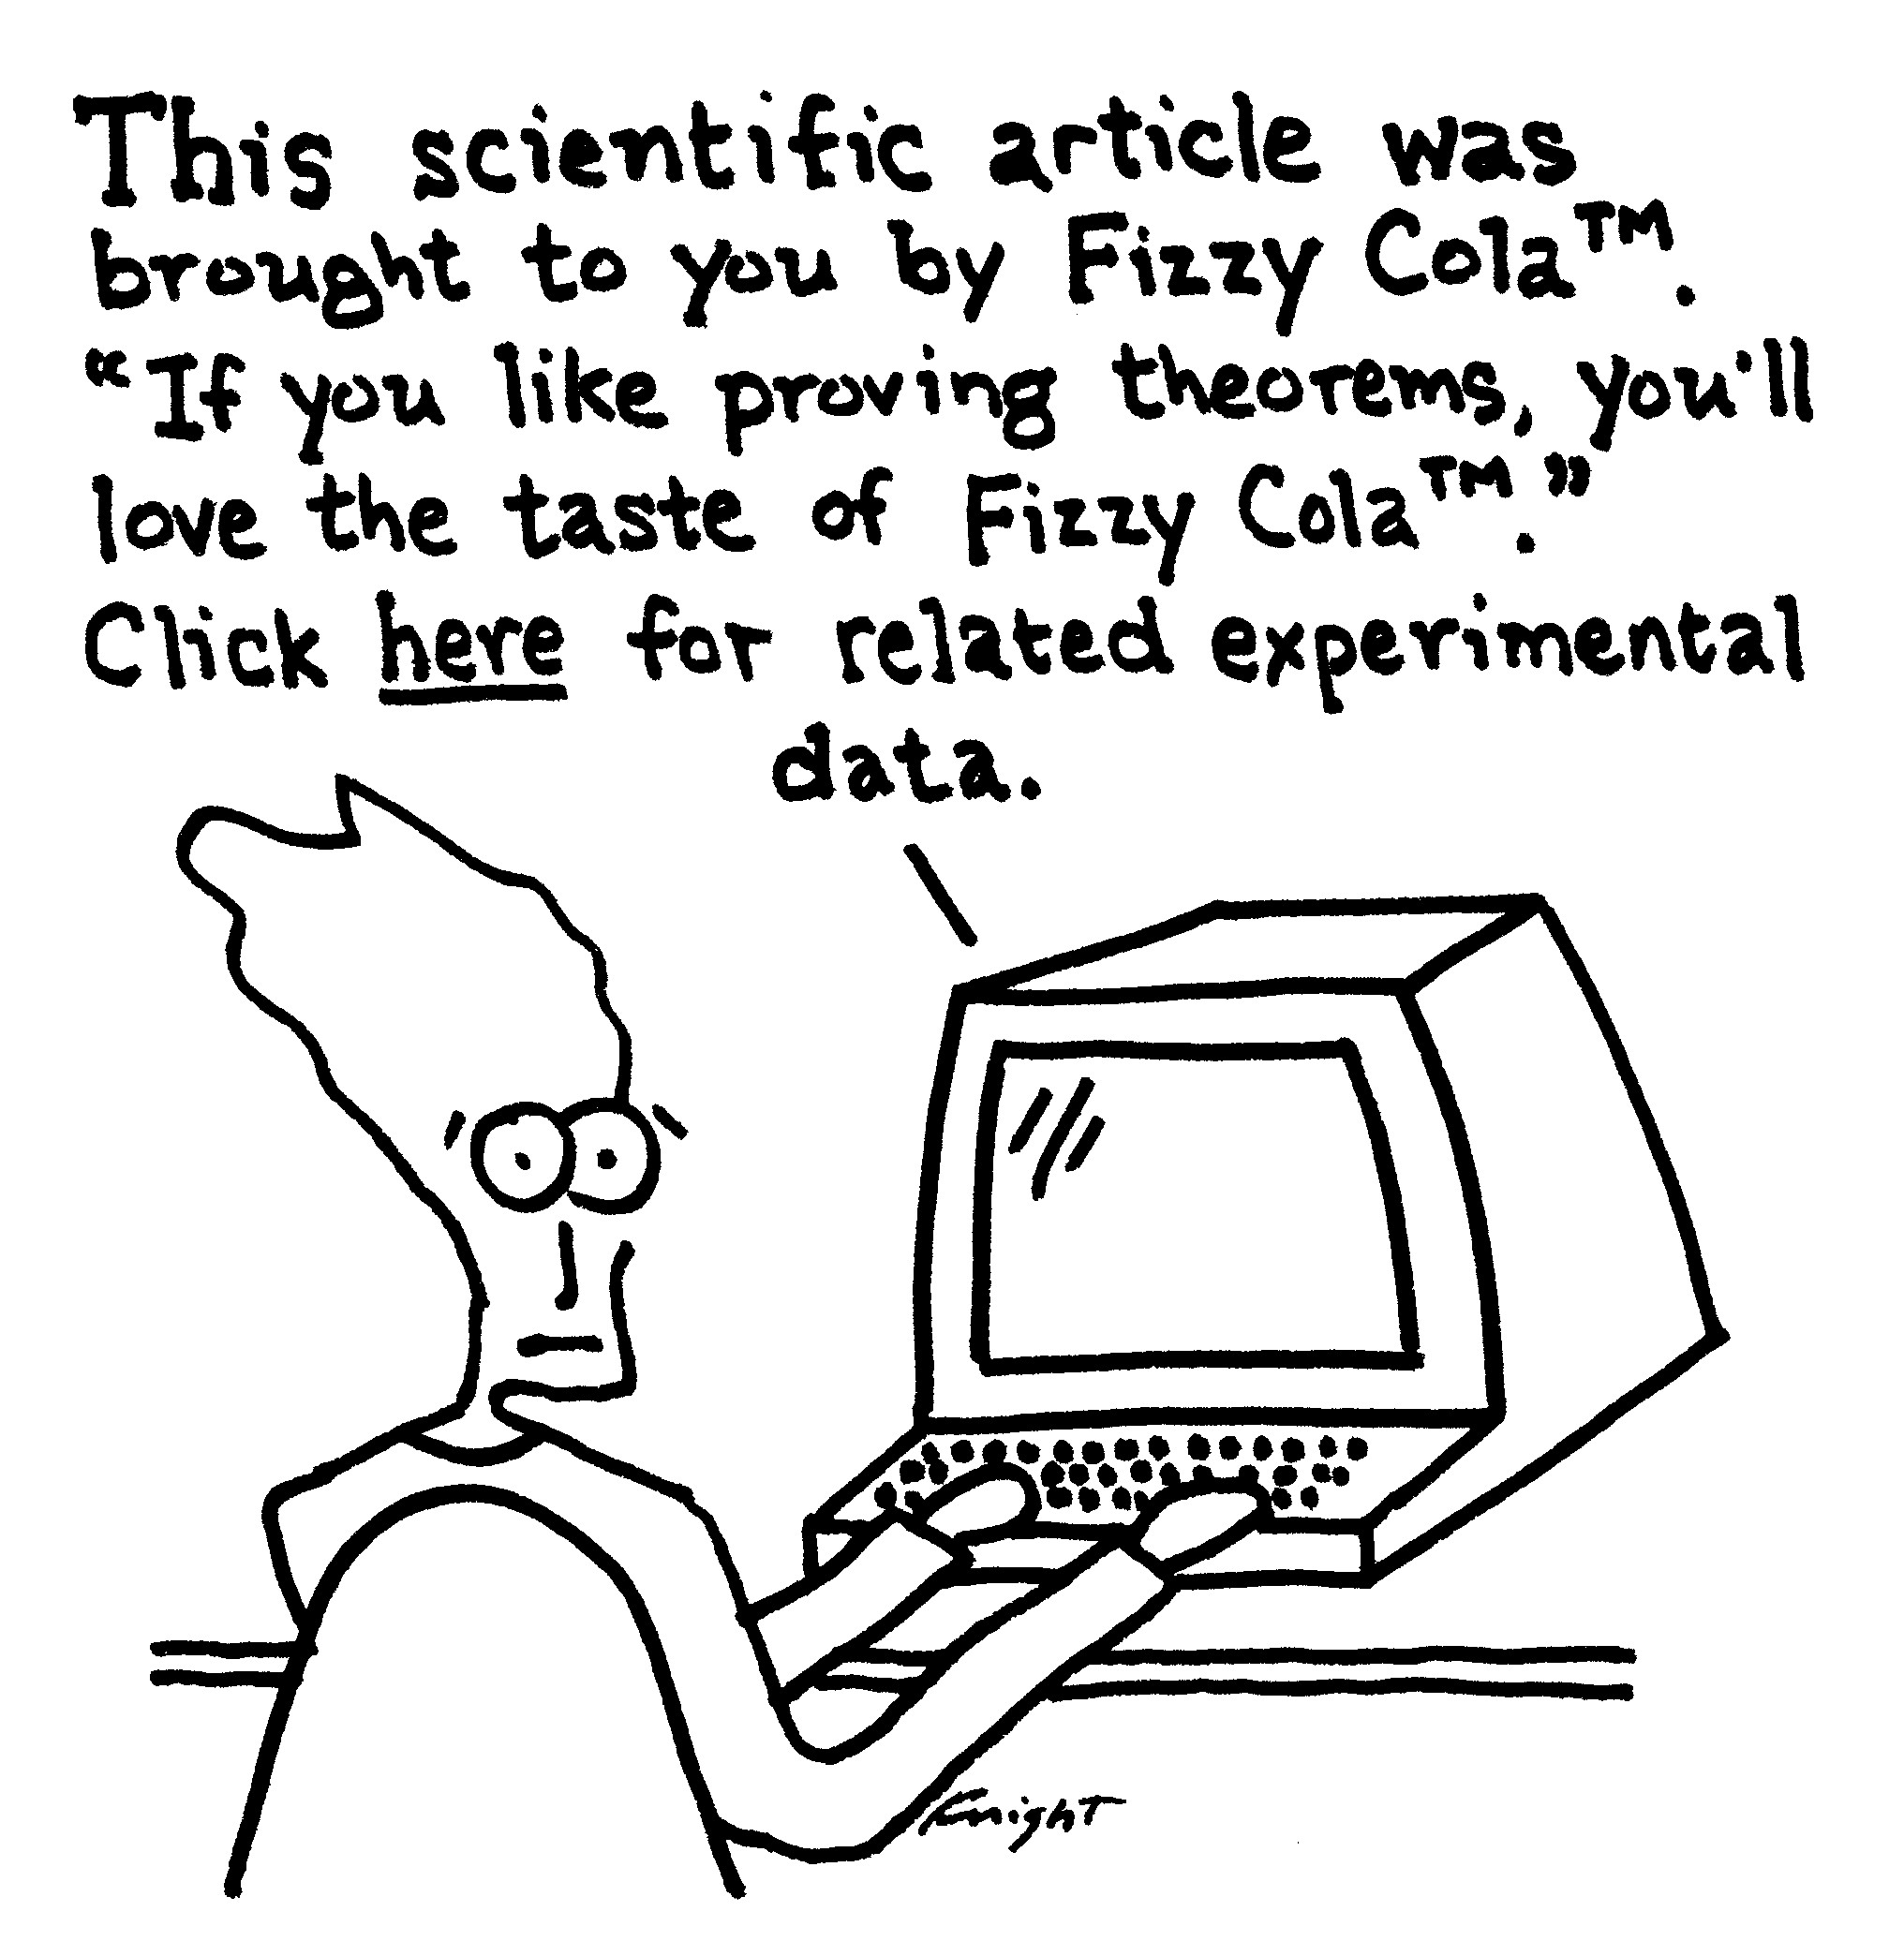 This scientific article was
brought to you by Fizzy Cola™.
“If you like proving theorems, you'll
love the taste of Fizzy Cola™.”
Click here for related experimental
data.
Knight